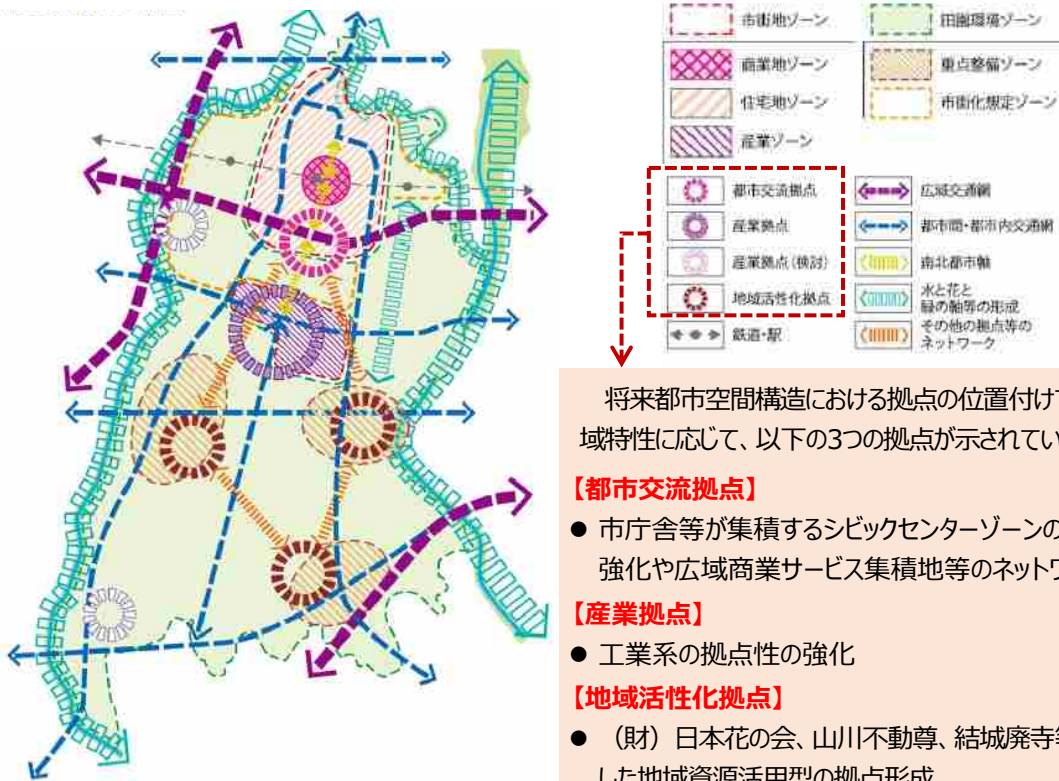 市街地ゾーン
田園環境ゾーン
商業地ゾーン
重点整備ゾーン
住宅地ゾーン
市街化想定ゾーン
産業ゾーン
都市交流拠点
広域交通網
産業拠点
都市間・都市内交通網
産業拠点(検討)
南北都市軸
地域活性化拠点
水と花と
緑の軸等の形成
鉄道・駅
その他の拠点等の
ネットワーク
将来都市空間構造における拠点の位置付け
域特性に応じて、以下の3つの拠点が示されてい
【都市交流拠点】
● 市庁舎等が集積するシビックセンターゾーンの
強化や広域商業サービス集積地等のネット
【産業拠点】
● 工業系の拠点性の強化
【地域活性化拠点】
● （財）日本花の会、山川不動尊、結城廃寺
した地域資源活用型の拠点形成